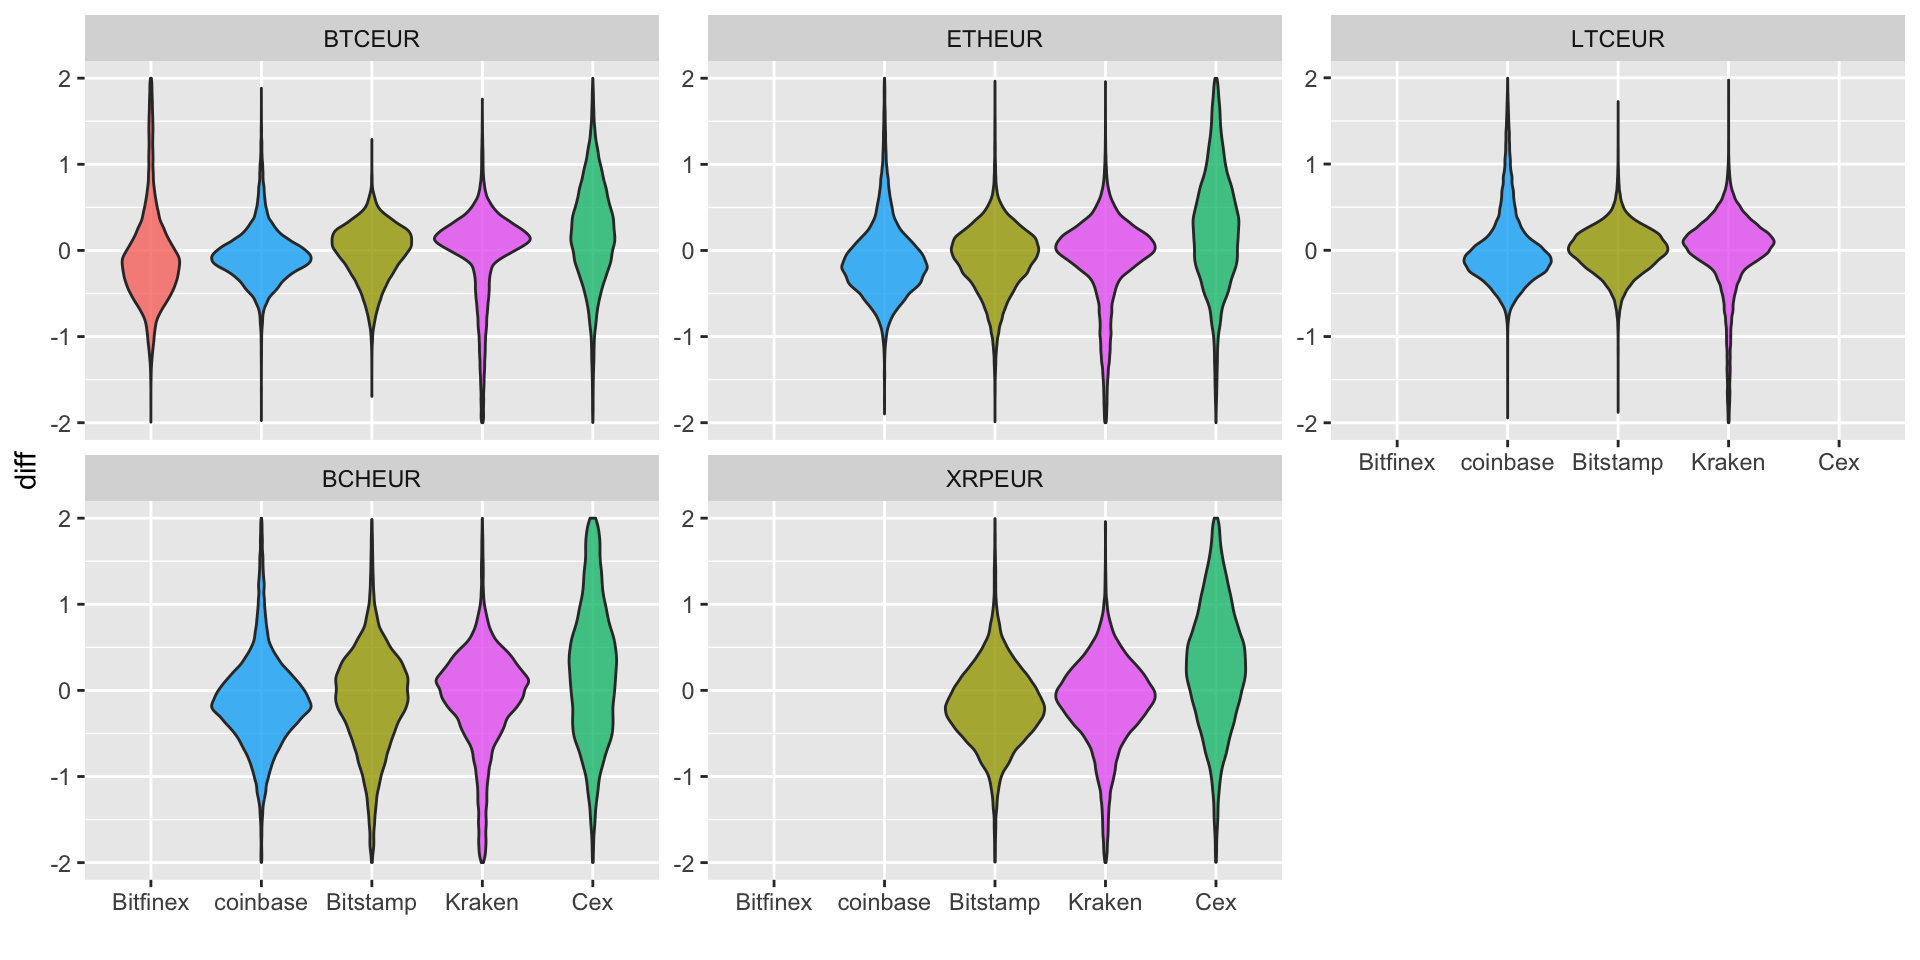 BTCEUR
ETHEUR
LTCEUR
2
1
0
-1
-2
2
1
0
-1
-2
2
1
0
-1
-2
Bitfinex coinbase Bitstamp Kraken Cex
diff
BCHEUR
XRPEUR
2
1
0
-1
-2
2
1
0
-1
-2
Bitfinex coinbase Bitstamp Kraken Cex
Bitfinex coinbase Bitstamp Kraken Cex